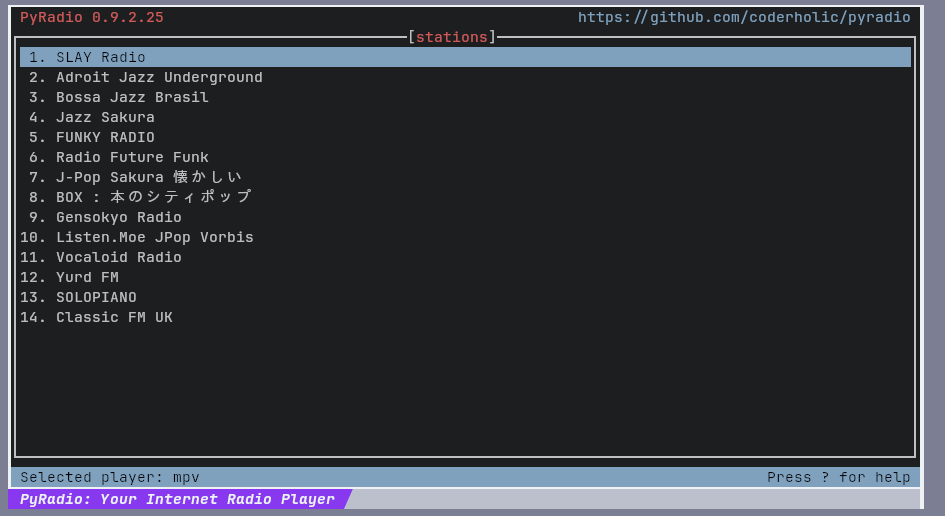 PyRadio 0.9.2.25 https://github.com/coderholic/pyradio
[stations]
1. SLAY Radio
2. Adroit Jazz Underground
3. Bossa Jazz Brasil
4. Jazz Sakura
5. FUNKY RADIO
6. Radio Future Funk
7. J-Pop Sakura 懐かしい
8. BOX : 本のシティポップ
9. Gensokyo Radio
10. Listen.Moe JPop Vorbis
11. Vocaloid Radio
12. Yurd FM
13. SOLOPIANO
14. Classic FM UK
Selected player: mpv Press ? for help
PyRadio: Your Internet Radio Player